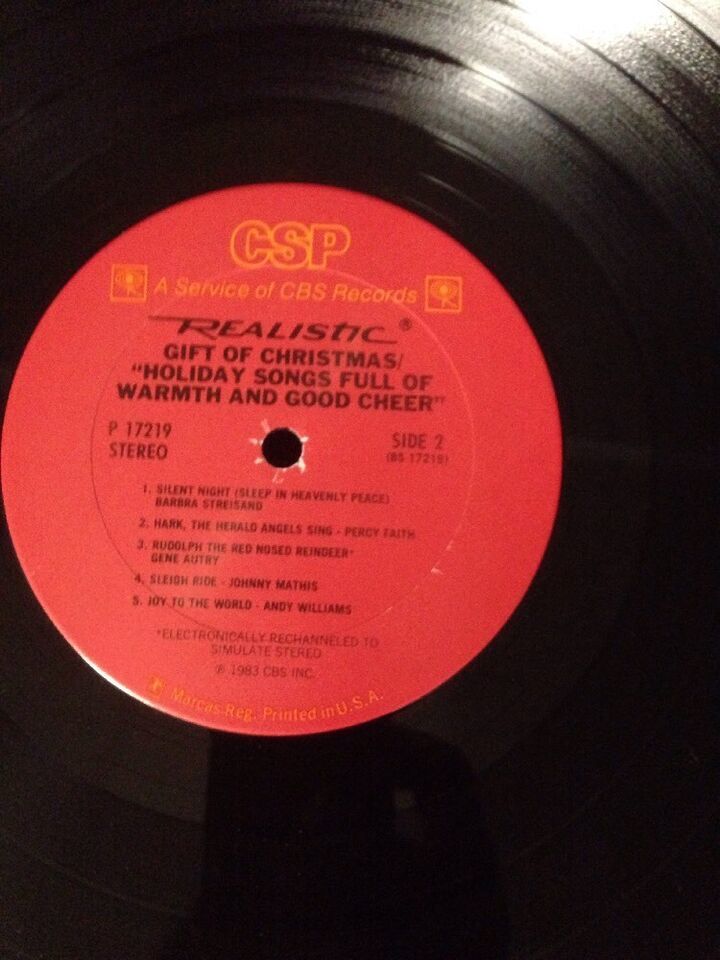 CSP
A Service of CBS Records
REALISTIC ®
GIFT OF CHRISTMAS/
"HOLIDAY SONGS FULL OF
WARMTH AND GOOD CHEER"
P 17219
STEREO
SIDE 2
(BS 17219)
1. SILENT NIGHT (SLEEP IN HEAVENLY PEACE)
BARBRA STREISAND
2. HARK, THE HERALD ANGELS SING - PERCY FAITH
3. RUDOLPH THE RED NOSED REINDEER*
GENE AUTRY
4. SLEIGH RIDE - JOHNNY MATHIS
5. JOY TO THE WORLD - ANDY WILLIAMS
*ELECTRONICALLY RECHANNELED TO
SIMULATE STEREO
℗ 1983 CBS INC.
Marcas Reg. Printed in U.S.A.